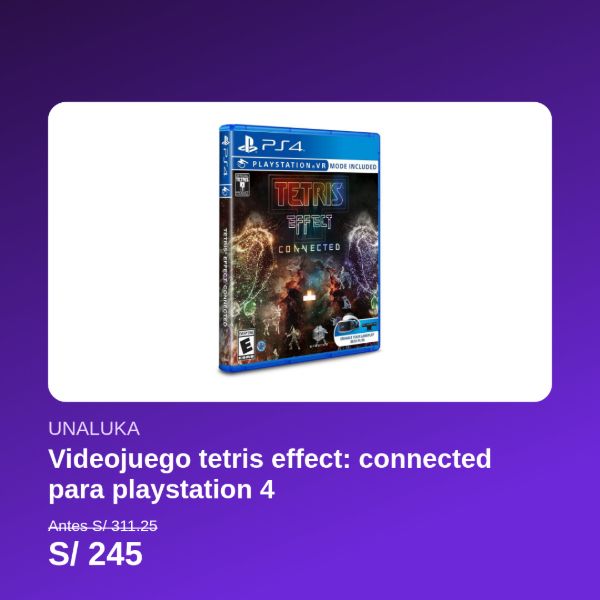 PS4
PS4
PLAYSTATION VR MODE INCLUDED
TETRIS
EFFECT
CONNECTED
TETRIS EFFECT: CONNECTED
E
UNALUKA
Videojuego tetris effect: connected
para playstation 4
Antes S/ 311.25
S/ 245